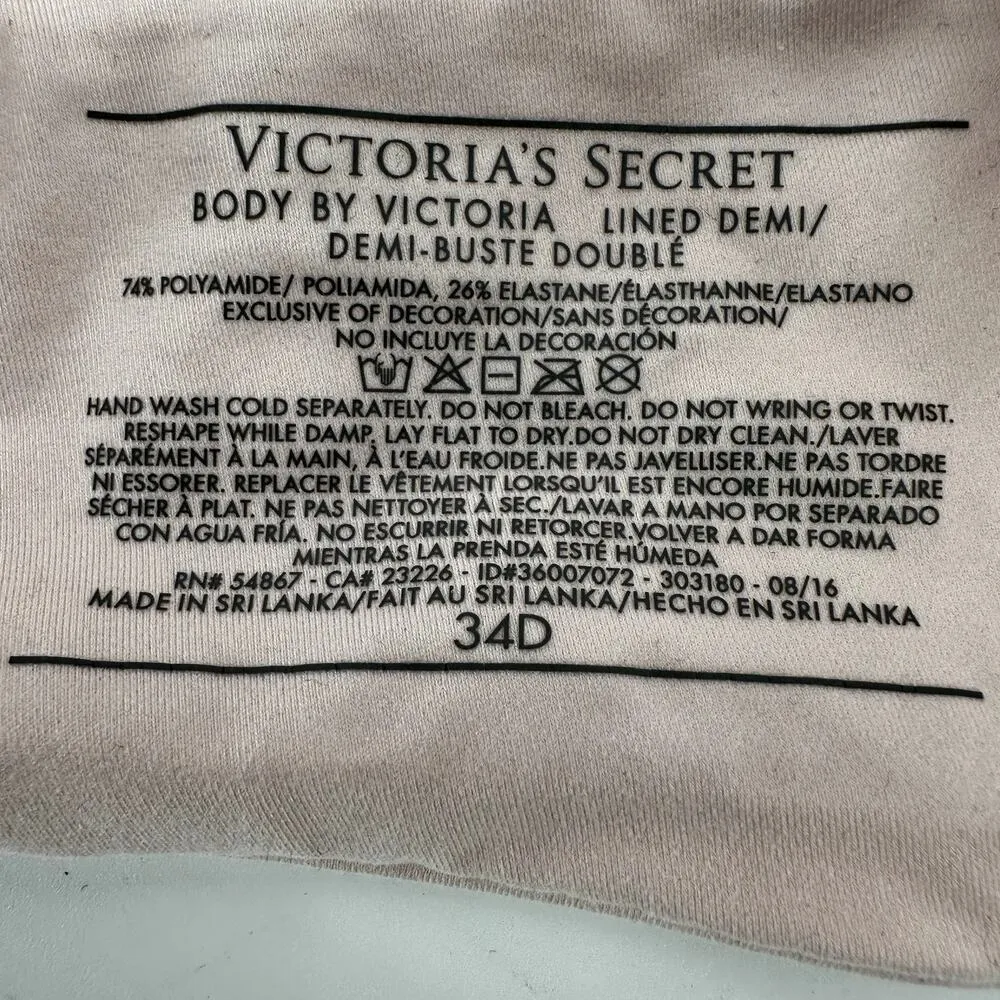 VICTORIA'S SECRET
BODY BY VICTORIA LINED DEMI/
DEMI-BUSTE DOUBLÉ
74% POLYAMIDE/ POLIAMIDA, 26% ELASTANE/ÉLASTHANNE/ELASTANO
EXCLUSIVE OF DECORATION/SANS DÉCORATION/
NO INCLUYE LA DECORACIÓN
HAND WASH COLD SEPARATELY. DO NOT BLEACH. DO NOT WRING OR TWIST.
RESHAPE WHILE DAMP, LAY FLAT TO DRY.DO NOT DRY CLEAN./LAVER
SÉPARÉMENT À LA MAIN, À L'EAU FROIDE.NE PAS JAVELLISER.NE PAS TORDRE
NI ESSORER. REPLACER LE VÊTEMENT LORSQU'IL EST ENCORE HUMIDE.FAIRE
SÉCHER À PLAT. NE PAS NETTOYER À SEC./LAVAR A MANO POR SEPARADO
CON AGUA FRÍA. NO ESCURRIR NI RETORCER.VOLVER A DAR FORMA
MIENTRAS LA PRENDA ESTÉ HÚMEDA
RN# 54867 - CA# 23226 - ID#36007072 - 303180 - 08/16
MADE IN SRI LANKA/FAIT AU SRI LANKA/HECHO EN SRI LANKA
34D